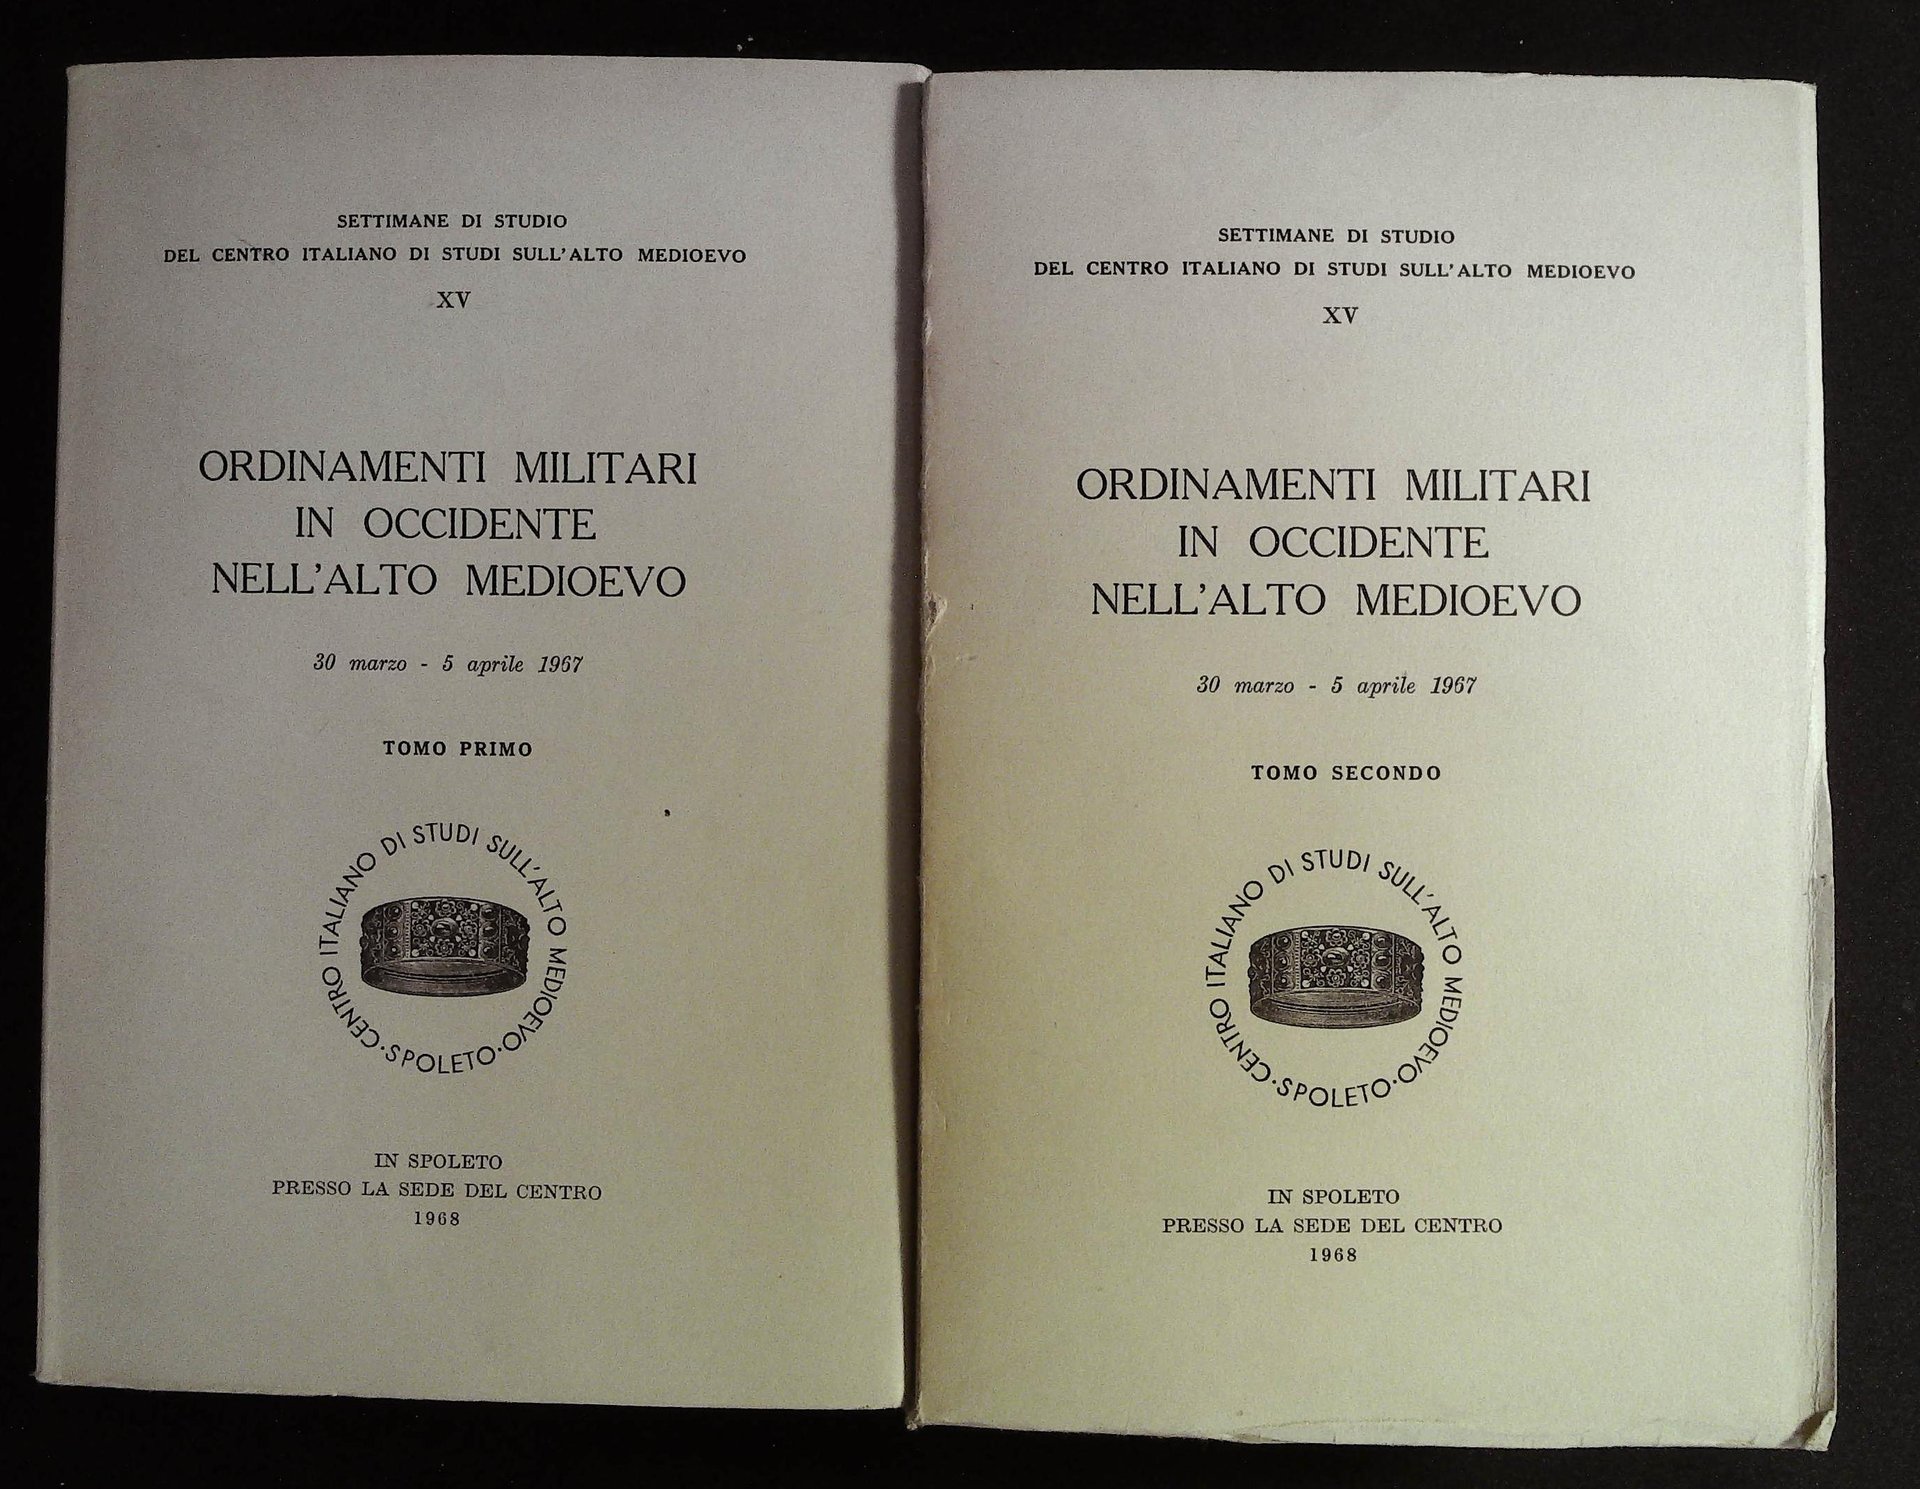 SETTIMANE DI STUDIO
DEL CENTRO ITALIANO DI STUDI SULL'ALTO MEDIOEVO
XV
ORDINAMENTI MILITARI
IN OCCIDENTE
NELL'ALTO MEDIOEVO
30 marzo - 5 aprile 1967
TOMO PRIMO
CENTRO ITALIANO DI STUDI SULL'ALTO MEDIOEVO · SPOLETO ·
IN SPOLETO
PRESSO LA SEDE DEL CENTRO
1968
SETTIMANE DI STUDIO
DEL CENTRO ITALIANO DI STUDI SULL'ALTO MEDIOEVO
XV
ORDINAMENTI MILITARI
IN OCCIDENTE
NELL'ALTO MEDIOEVO
30 marzo - 5 aprile 1967
TOMO SECONDO
CENTRO ITALIANO DI STUDI SULL'ALTO MEDIOEVO · SPOLETO ·
IN SPOLETO
PRESSO LA SEDE DEL CENTRO
1968